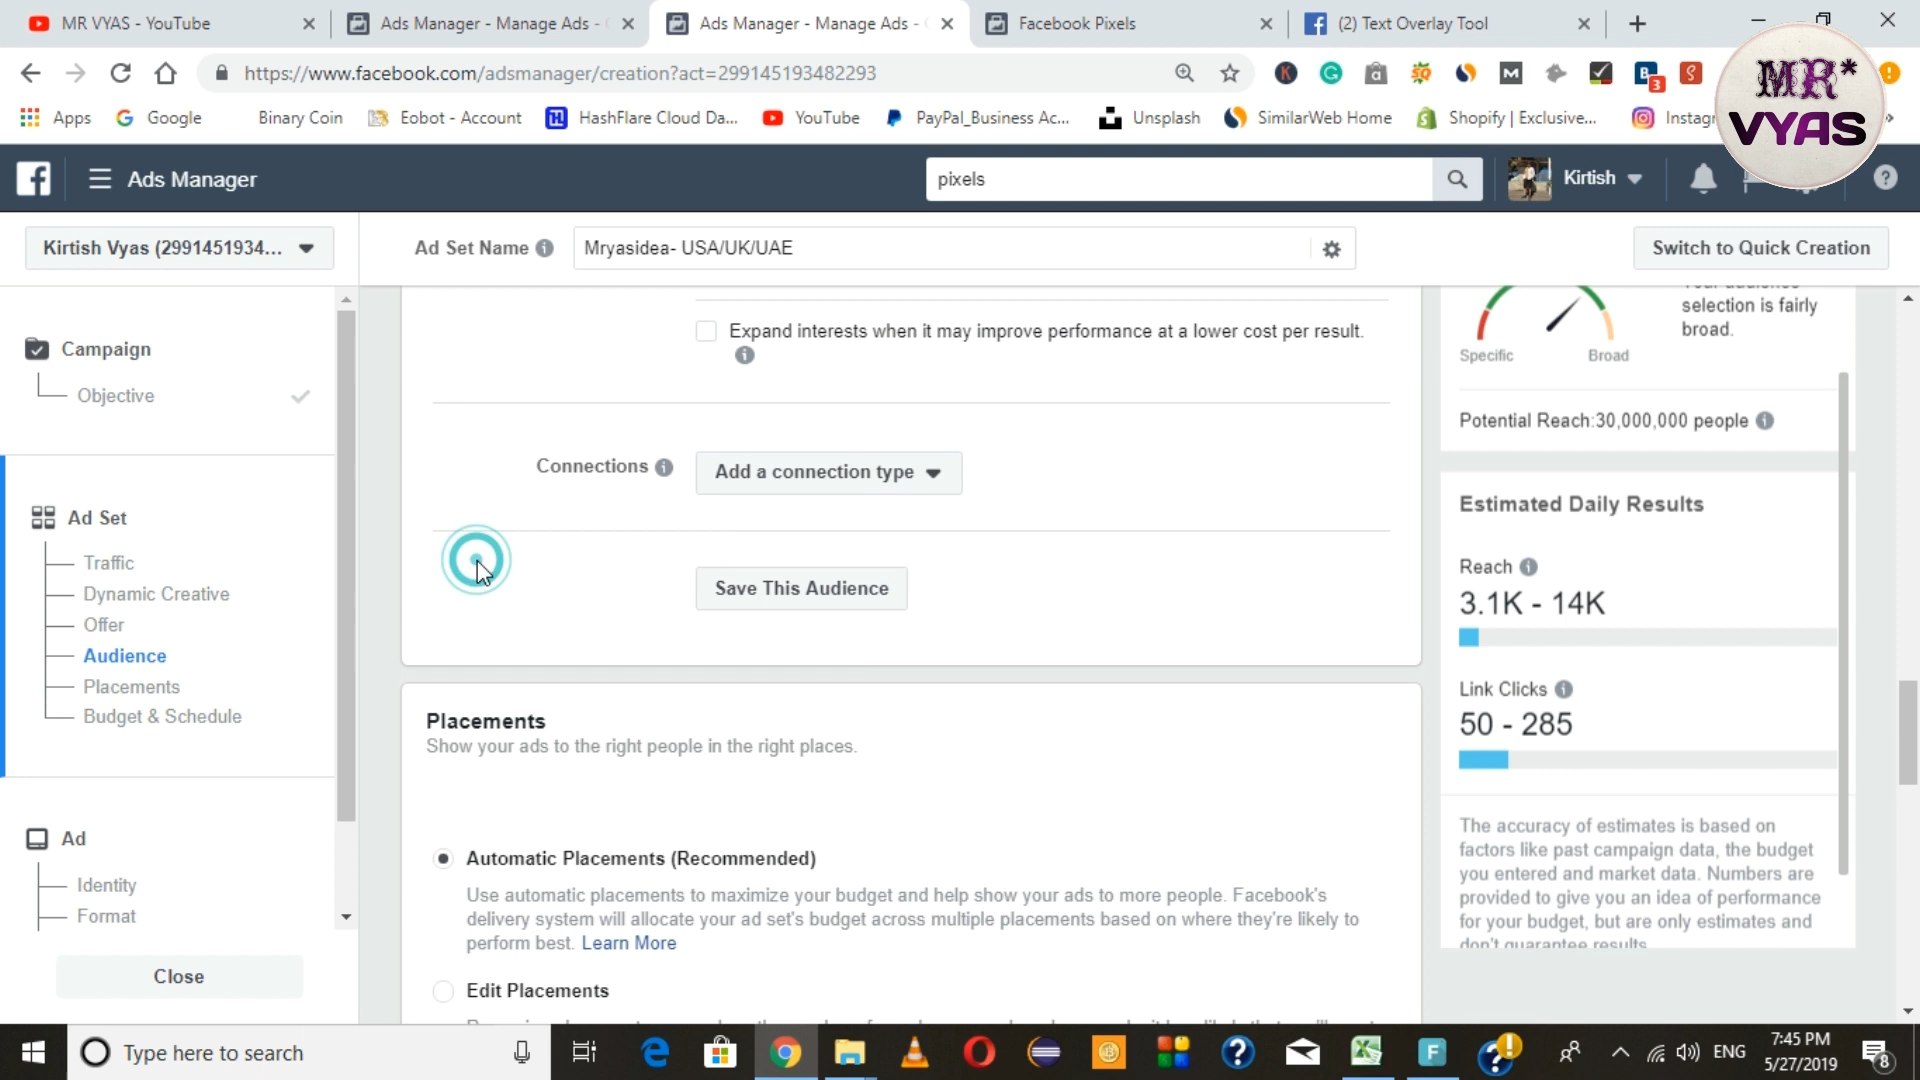 MR VYAS - YouTube
Ads Manager - Manage Ads -
Ads Manager - Manage Ads -
Facebook Pixels
(2) Text Overlay Tool
https://www.facebook.com/adsmanager/creation?act=299145193482293
3
Apps
Google
Binary Coin
Eobot - Account
HashFlare Cloud Da...
YouTube
PayPal_Business Ac...
Unsplash
SimilarWeb Home
Shopify | Exclusive...
Instagr
MR*
VYAS
Ads Manager
pixels
Kirtish
Kirtish Vyas (2991451934...
Ad Set Name
Mryasidea- USA/UK/UAE
Switch to Quick Creation
Campaign
Objective
Ad Set
Traffic
Dynamic Creative
Offer
Audience
Placements
Budget & Schedule
Ad
Identity
Format
Close
Expand interests when it may improve performance at a lower cost per result.
Connections
Add a connection type
Save This Audience
Placements
Show your ads to the right people in the right places.
Automatic Placements (Recommended)
Use automatic placements to maximize your budget and help show your ads to more people. Facebook's
delivery system will allocate your ad set's budget across multiple placements based on where they're likely to
perform best. Learn More
Edit Placements
Your audience
selection is fairly
broad.
Specific
Broad
Potential Reach:30,000,000 people
Estimated Daily Results
Reach
3.1K - 14K
Link Clicks
50 - 285
The accuracy of estimates is based on
factors like past campaign data, the budget
you entered and market data. Numbers are
provided to give you an idea of performance
for your budget, but are only estimates and
don't guarantee results.
Type here to search
ENG
7:45 PM
5/27/2019
8